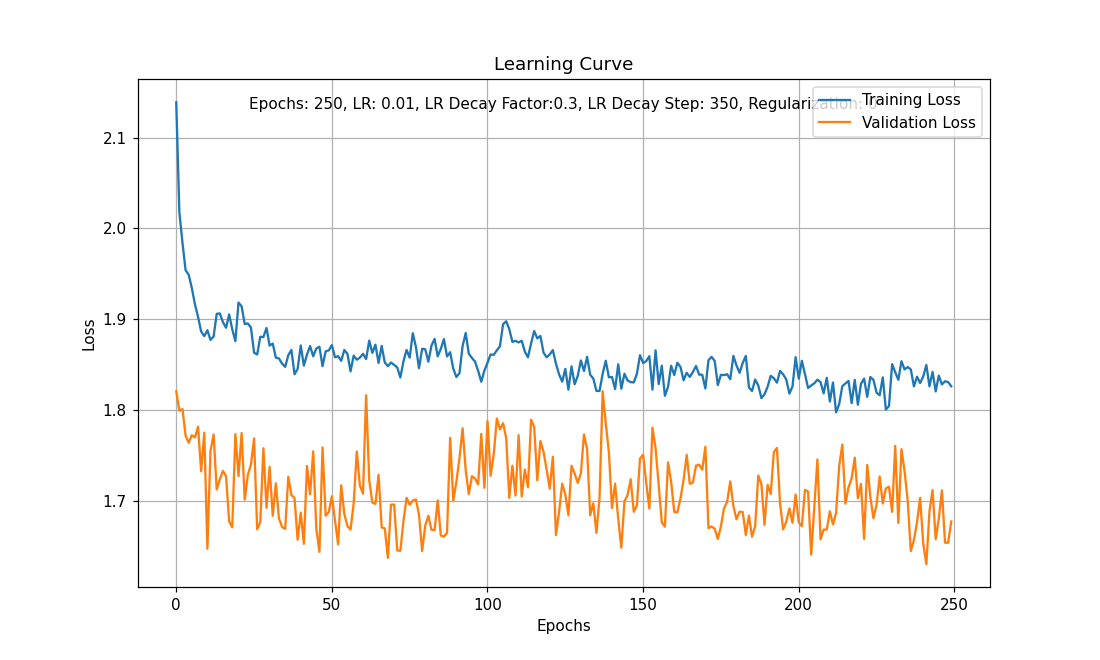 Learning Curve
Epochs: 250, LR: 0.01, LR Decay Factor:0.3, LR Decay Step: 350, Regularization: 0
Training Loss
Validation Loss
Loss
2.1
2.0
1.9
1.8
1.7
0 50 100 150 200 250
Epochs